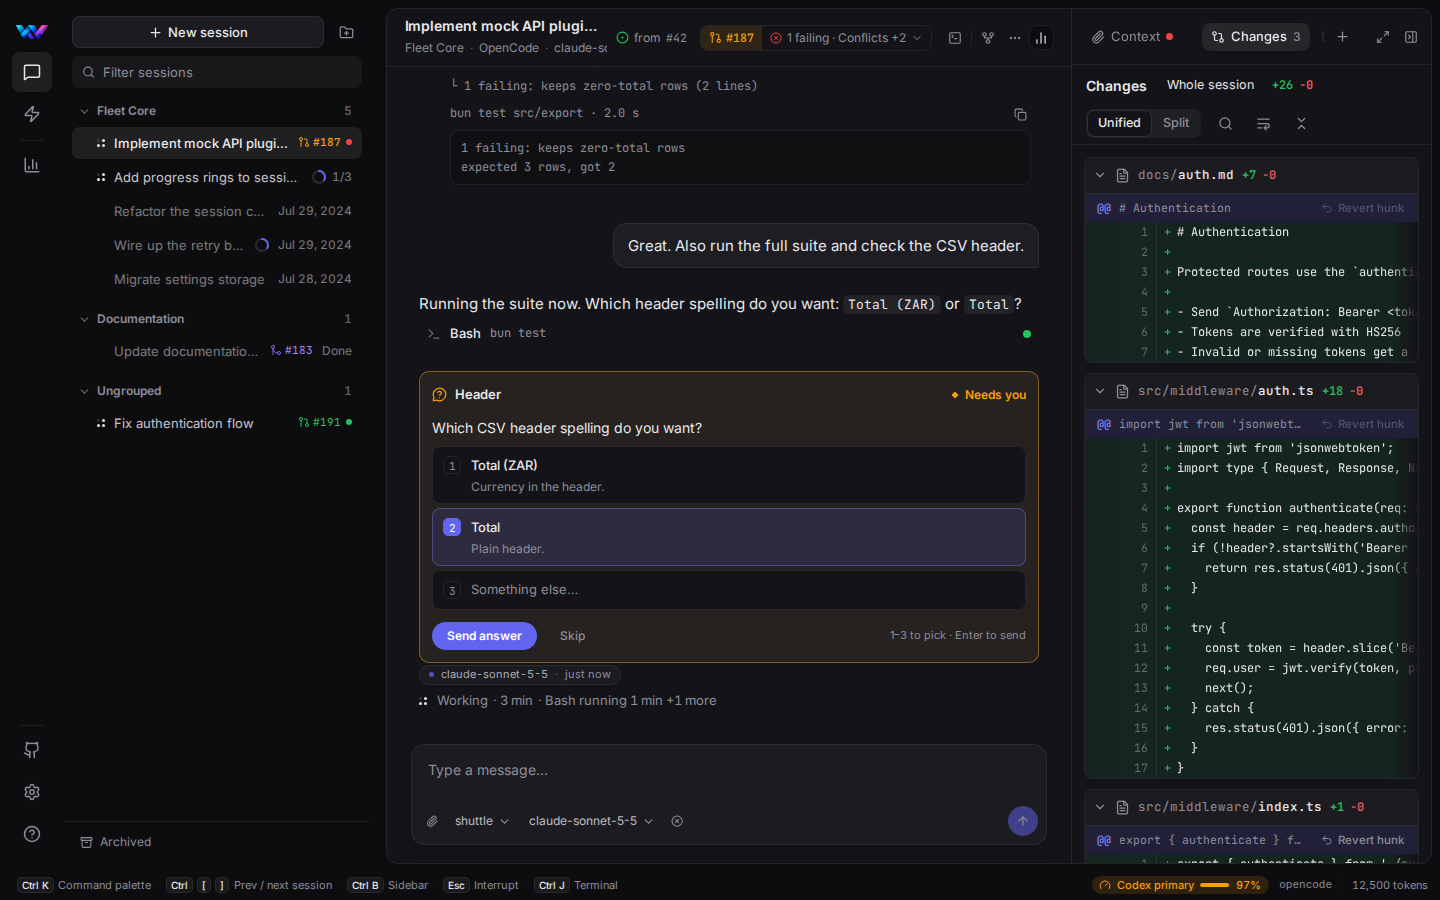 New session
Filter sessions
Fleet Core 5
Implement mock API plugi... #187
Add progress rings to sessi... 1/3
Refactor the session c... Jul 29, 2024
Wire up the retry b... Jul 29, 2024
Migrate settings storage Jul 28, 2024
Documentation 1
Update documentatio... #183 Done
Ungrouped 1
Fix authentication flow #191
Archived
Implement mock API plugi...
Fleet Core · OpenCode · claude-sc
from #42
#187
1 failing · Conflicts +2
└ 1 failing: keeps zero-total rows (2 lines)
bun test src/export · 2.0 s
1 failing: keeps zero-total rows
expected 3 rows, got 2
Great. Also run the full suite and check the CSV header.
Running the suite now. Which header spelling do you want: Total (ZAR) or Total?
Bash bun test
Header
Needs you
Which CSV header spelling do you want?
1 Total (ZAR)
Currency in the header.
2 Total
Plain header.
3 Something else...
Send answer Skip 1–3 to pick · Enter to send
claude-sonnet-5-5 · just now
Working · 3 min · Bash running 1 min +1 more
Type a message...
shuttle claude-sonnet-5-5
Context
Changes 3
Changes Whole session +26 -0
Unified Split
docs/auth.md +7 -0
@@ # Authentication Revert hunk
1 + # Authentication
2 +
3 + Protected routes use the `authenti
4 +
5 + - Send `Authorization: Bearer <tok
6 + - Tokens are verified with HS256
7 + - Invalid or missing tokens get a
src/middleware/auth.ts +18 -0
@@ import jwt from 'jsonwebt… Revert hunk
1 + import jwt from 'jsonwebtoken';
2 + import type { Request, Response, N
3 +
4 + export function authenticate(req:
5 + const header = req.headers.autho
6 + if (!header?.startsWith('Bearer
7 + return res.status(401).json({
8 + }
9 +
10 + try {
11 + const token = header.slice('Be
12 + req.user = jwt.verify(token, p
13 + next();
14 + } catch {
15 + res.status(401).json({ error:
16 + }
17 + }
src/middleware/index.ts +1 -0
@@ export { authenticate } f… Revert hunk
1 + export { authenticate } from './au
Ctrl K Command palette Ctrl [ ] Prev / next session Ctrl B Sidebar Esc Interrupt Ctrl J Terminal
Codex primary 97% opencode 12,500 tokens